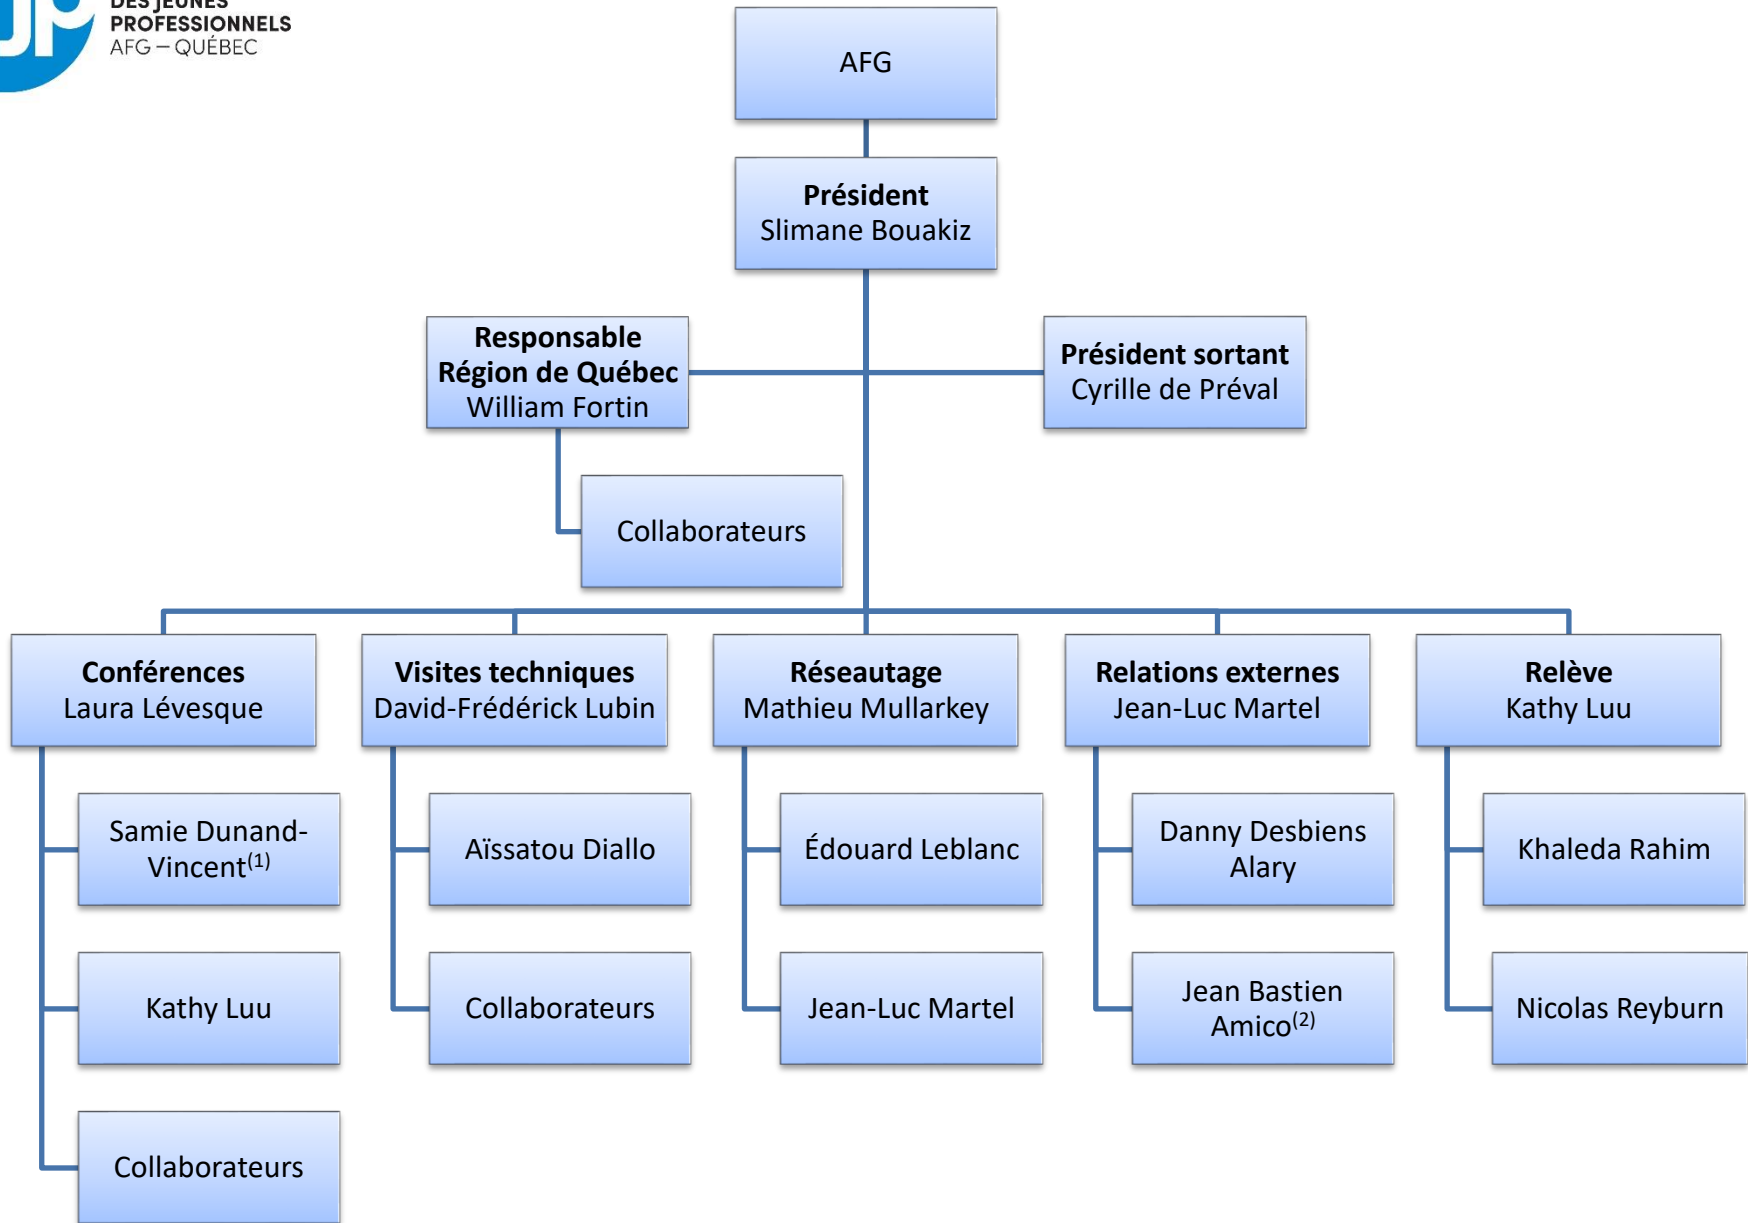 DES JEUNES
PROFESSIONNELS
AFG – QUÉBEC
AFG
Président
Slimane Bouakiz
Responsable
Région de Québec
William Fortin
Président sortant
Cyrille de Préval
Collaborateurs
Conférences
Laura Lévesque
Visites techniques
David-Frédérick Lubin
Réseautage
Mathieu Mullarkey
Relations externes
Jean-Luc Martel
Relève
Kathy Luu
Samie Dunand-
Vincent(1)
Aïssatou Diallo
Édouard Leblanc
Danny Desbiens
Alary
Khaleda Rahim
Kathy Luu
Collaborateurs
Jean-Luc Martel
Jean Bastien
Amico(2)
Nicolas Reyburn
Collaborateurs